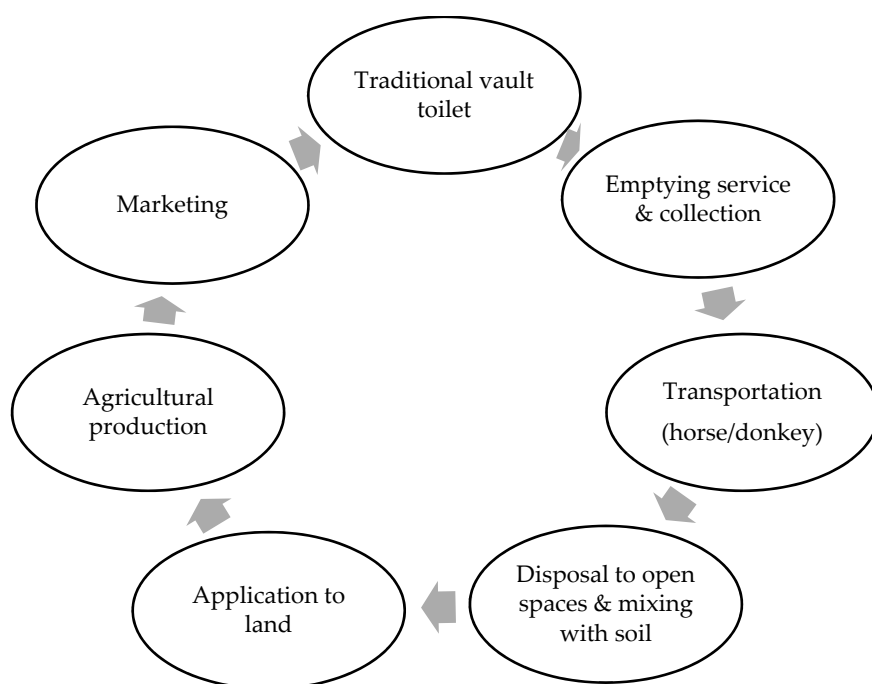 Traditional vault
toilet
Emptying service
& collection
Transportation
(horse/donkey)
Disposal to open
spaces & mixing
with soil
Application to
land
Agricultural
production
Marketing